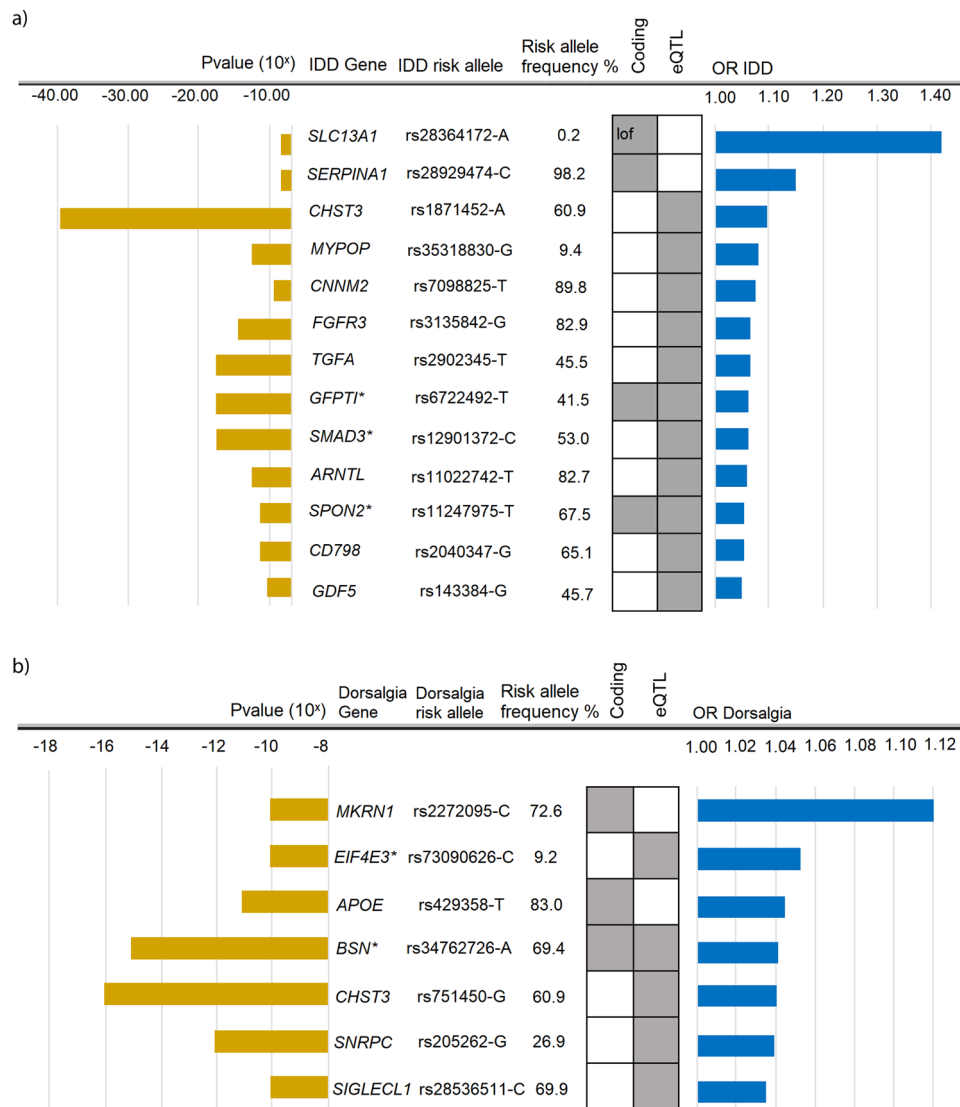 a)
Pvalue (10ˣ) IDD Gene IDD risk allele Risk allele frequency % Coding eQTL OR IDD
-40.00 -30.00 -20.00 -10.00 1.00 1.10 1.20 1.30 1.40
SLC13A1 rs28364172-A 0.2 lof
SERPINA1 rs28929474-C 98.2
CHST3 rs1871452-A 60.9
MYPOP rs35318830-G 9.4
CNNM2 rs7098825-T 89.8
FGFR3 rs3135842-G 82.9
TGFA rs2902345-T 45.5
GFPTI* rs6722492-T 41.5
SMAD3* rs12901372-C 53.0
ARNTL rs11022742-T 82.7
SPON2* rs11247975-T 67.5
CD798 rs2040347-G 65.1
GDF5 rs143384-G 45.7
b)
Pvalue (10ˣ) Dorsalgia Gene Dorsalgia risk allele Risk allele frequency % Coding eQTL OR Dorsalgia
-18 -16 -14 -12 -10 -8 1.00 1.02 1.04 1.06 1.08 1.10 1.12
MKRN1 rs2272095-C 72.6
EIF4E3* rs73090626-C 9.2
APOE rs429358-T 83.0
BSN* rs34762726-A 69.4
CHST3 rs751450-G 60.9
SNRPC rs205262-G 26.9
SIGLECL1 rs28536511-C 69.9